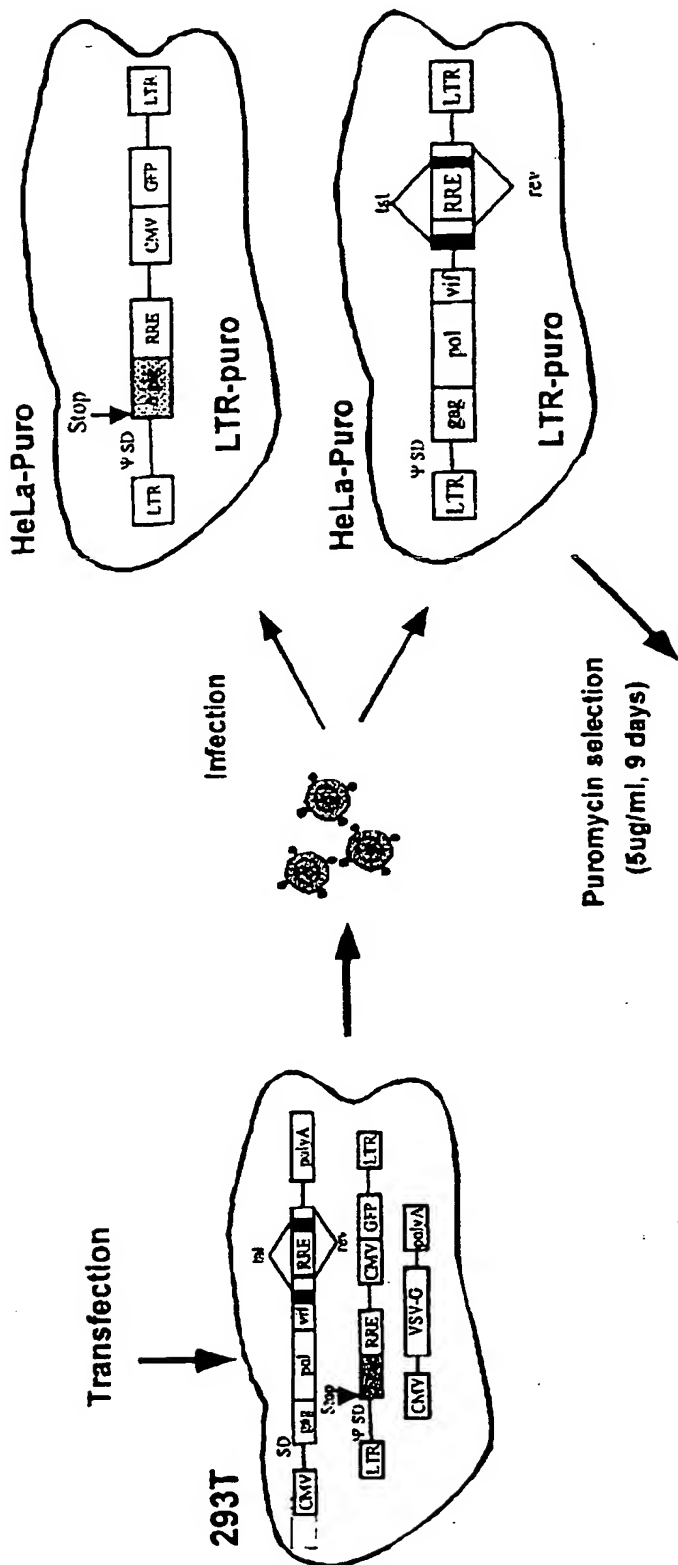 Transfection
293T
CMV SD gag pol vif RRE polyA
rev
LTR Ψ SD Stop RRE CMV GFP LTR
CMV VSV-G polyA
Infection
HeLa-Puro
Stop
LTR Ψ SD RRE CMV GFP LTR
LTR-puro
HeLa-Puro
LTR Ψ SD gag pol vif RRE LTR
rev
LTR-puro
Puromycin selection
(5ug/ml, 9 days)